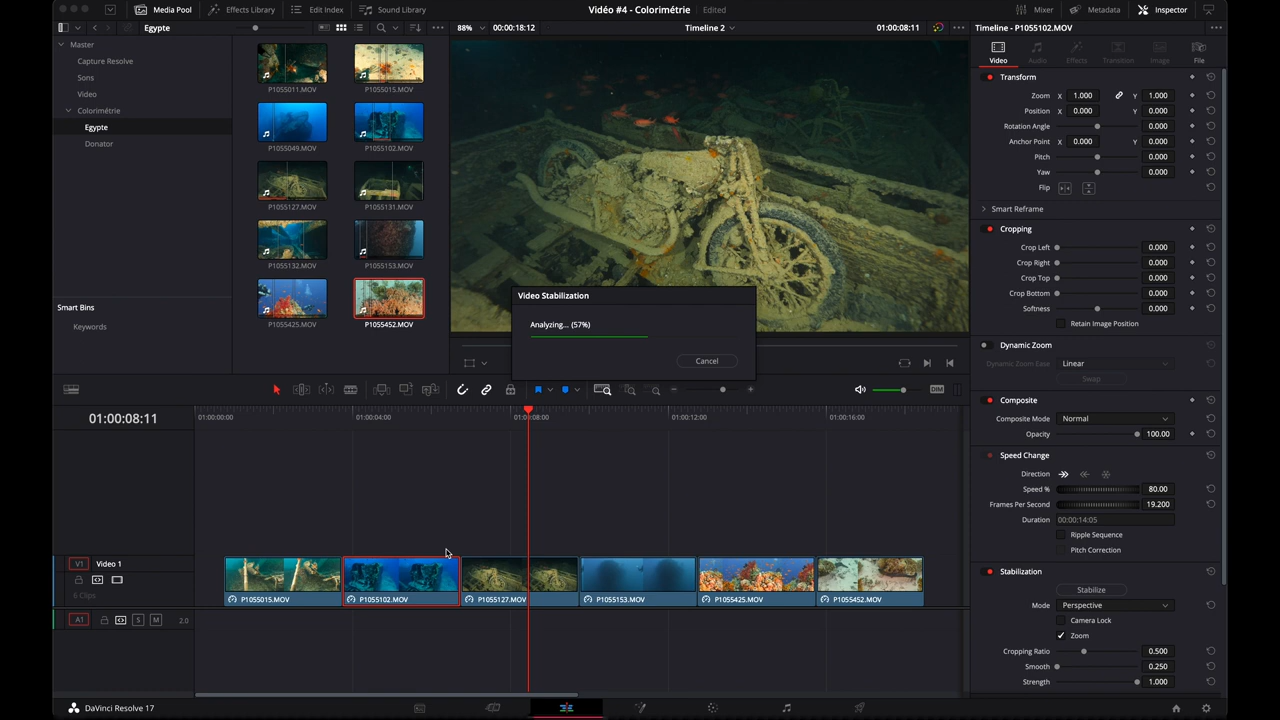 Media Pool
Effects Library
Edit Index
Sound Library
Vidéo #4 - Colorimétrie
Edited
Mixer
Metadata
Inspector
Egypte
88%
00:00:18:12
Timeline 2
01:00:08:11
Timeline - P1055102.MOV
Master
Capture Resolve
Sons
Video
Colorimétrie
Egypte
Donator
Smart Bins
Keywords
P1055011.MOV
P1055015.MOV
P1055049.MOV
P1055102.MOV
P1055127.MOV
P1055131.MOV
P1055132.MOV
P1055153.MOV
P1055425.MOV
P1055452.MOV
Video Stabilization
Analyzing... (57%)
Cancel
Video
Audio
Effects
Transition
Image
File
Transform
Zoom X 1.000 Y 1.000
Position X 0.000 Y 0.000
Rotation Angle 0.000
Anchor Point X 0.000 Y 0.000
Pitch 0.000
Yaw 0.000
Flip
Smart Reframe
Cropping
Crop Left 0.000
Crop Right 0.000
Crop Top 0.000
Crop Bottom 0.000
Softness 0.000
Retain Image Position
Dynamic Zoom
Dynamic Zoom Ease Linear
Swap
Composite
Composite Mode Normal
Opacity 100.00
Speed Change
Direction
Speed % 80.00
Frames Per Second 19.200
Duration 00:00:14:05
Ripple Sequence
Pitch Correction
Stabilization
Stabilize
Mode Perspective
Camera Lock
Zoom
Cropping Ratio 0.500
Smooth 0.250
Strength 1.000
DIM
01:00:08:11
01:00:00:00
01:00:04:00
01:00:08:00
01:00:12:00
01:00:16:00
V1 Video 1
6 Clips
P1055015.MOV
P1055102.MOV
P1055127.MOV
P1055153.MOV
P1055425.MOV
P1055452.MOV
A1 S M 2.0
DaVinci Resolve 17